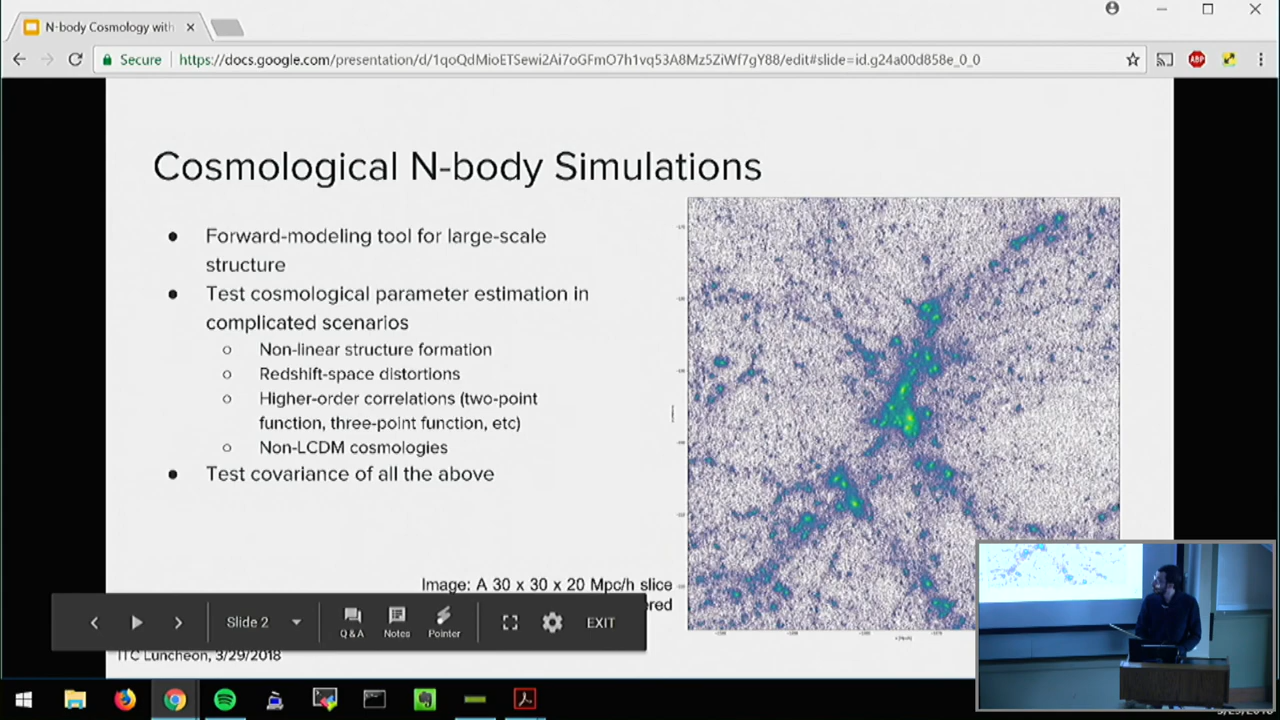 N-body Cosmology with
Secure
https://docs.google.com/presentation/d/1qoQdMioETSewi2Ai7oGFmO7h1vq53A8Mz5ZiWf7gY88/edit#slide=id.g24a00d858e_0_0
ABP
Cosmological N-body Simulations
● Forward-modeling tool for large-scale
structure
● Test cosmological parameter estimation in
complicated scenarios
○ Non-linear structure formation
○ Redshift-space distortions
○ Higher-order correlations (two-point
function, three-point function, etc)
○ Non-LCDM cosmologies
● Test covariance of all the above
Image: A 30 x 30 x 20 Mpc/h slice
ered
Slide 2
Q & A
Notes
Pointer
EXIT
ITC Luncheon, 3/29/2018